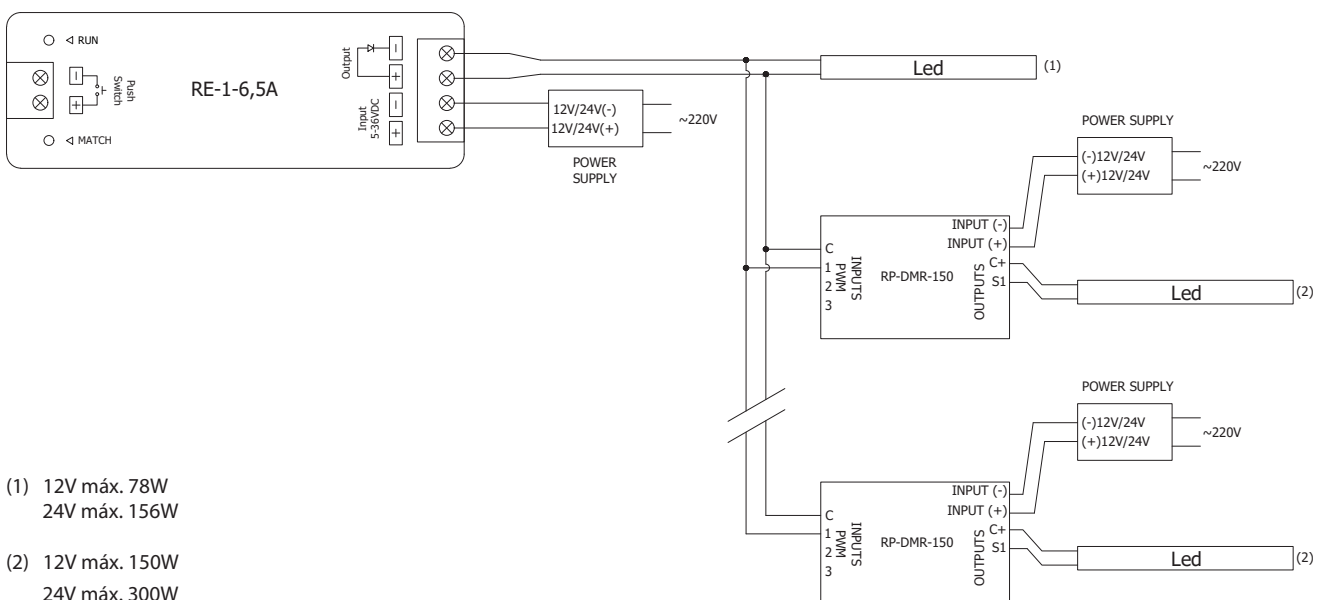 RUN
Push
Switch
MATCH
RE-1-6,5A
Output
−
+
Input
5-36VDC
−
+
−
+
12V/24V(-)
12V/24V(+)
~220V
POWER
SUPPLY
Led
(1)
POWER SUPPLY
(-)12V/24V
(+)12V/24V
~220V
INPUT (-)
INPUT (+)
C
1
2
3
INPUTS
PWM
RP-DMR-150
OUTPUTS
C+
S1
Led
(2)
POWER SUPPLY
(-)12V/24V
(+)12V/24V
~220V
INPUT (-)
INPUT (+)
C
1
2
3
INPUTS
PWM
RP-DMR-150
OUTPUTS
C+
S1
Led
(2)
(1) 12V máx. 78W
24V máx. 156W
(2) 12V máx. 150W
24V máx. 300W